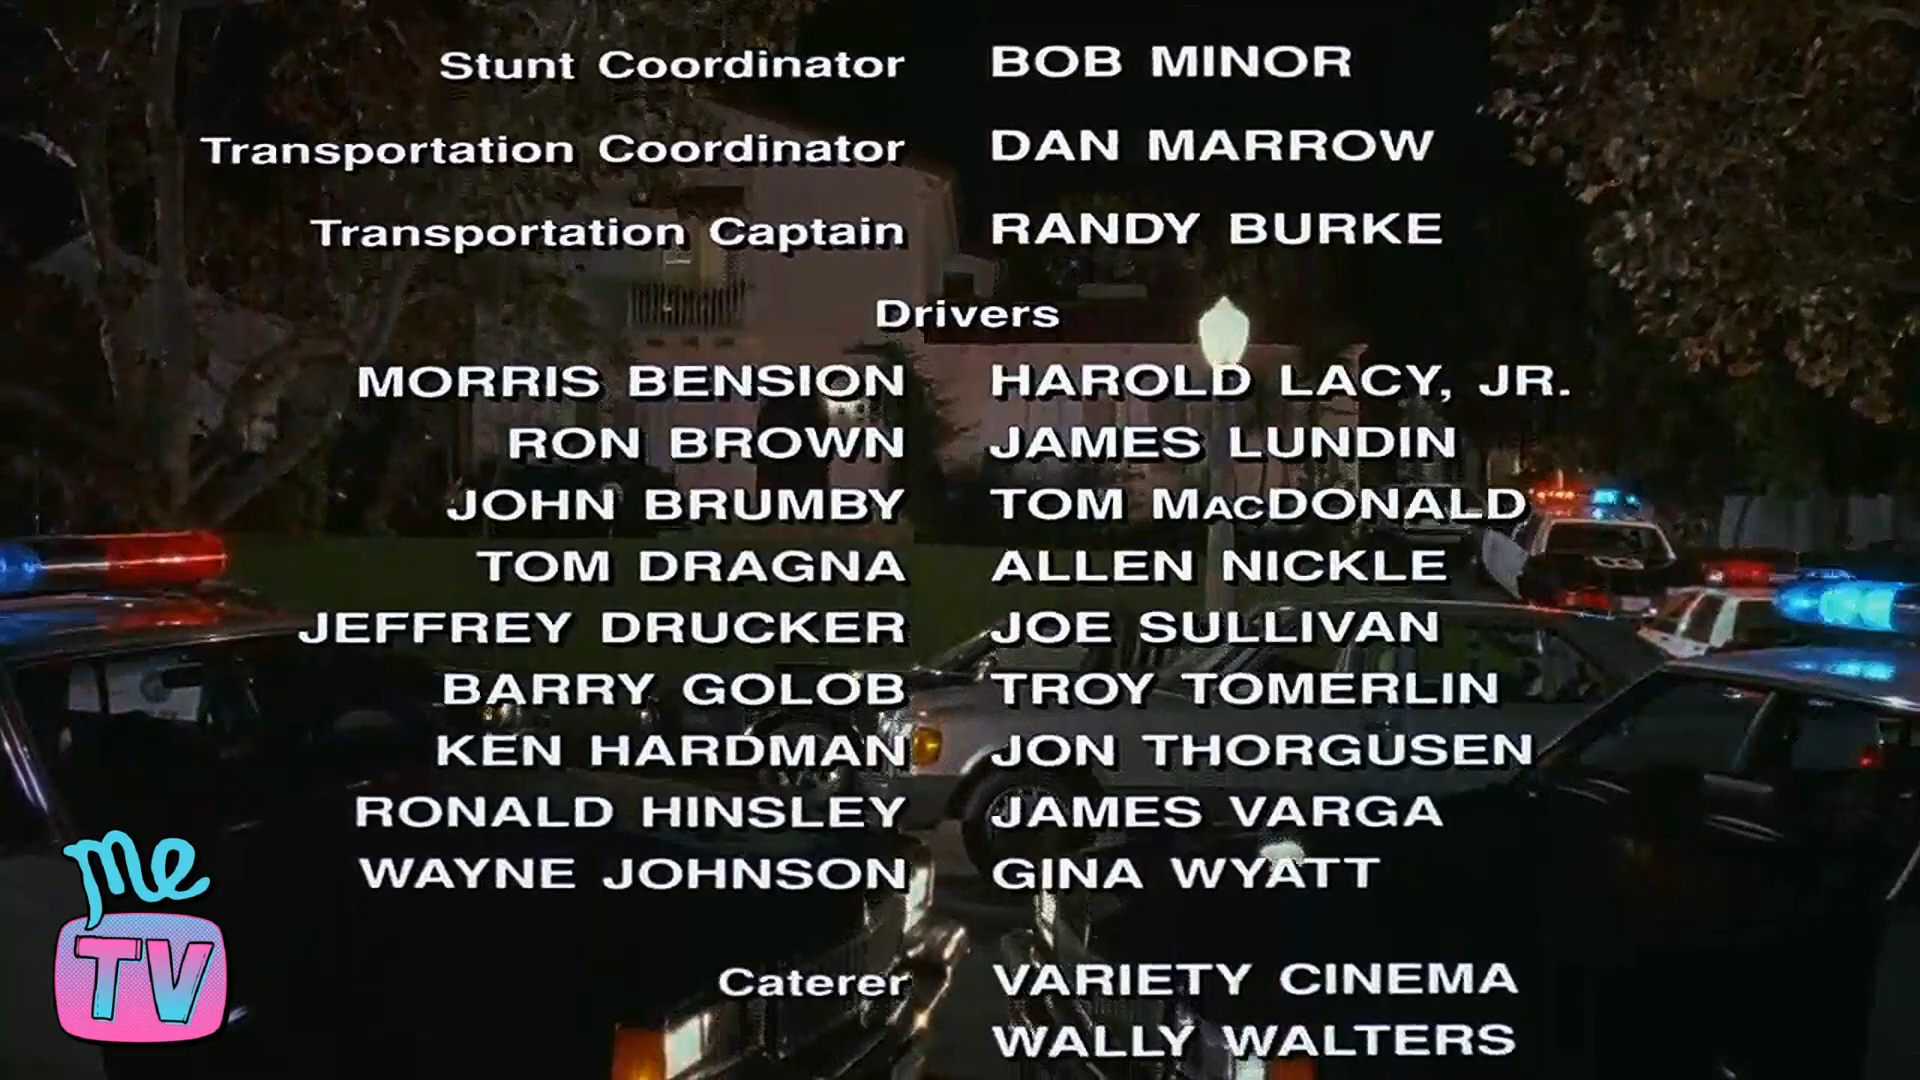 Stunt Coordinator BOB MINOR
Transportation Coordinator DAN MARROW
Transportation Captain RANDY BURKE
Drivers
MORRIS BENSION HAROLD LACY, JR.
RON BROWN JAMES LUNDIN
JOHN BRUMBY TOM MacDONALD
TOM DRAGNA ALLEN NICKLE
JEFFREY DRUCKER JOE SULLIVAN
BARRY GOLOB TROY TOMERLIN
KEN HARDMAN JON THORGUSEN
RONALD HINSLEY JAMES VARGA
WAYNE JOHNSON GINA WYATT
Caterer VARIETY CINEMA
WALLY WALTERS
me
TV